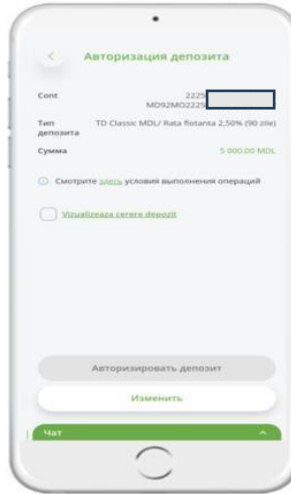 Авторизация депозита
Cont 2225
MD92MO2225
Тип депозита TD Classic MDL/ Rata flotanta 2,50% (90 zile)
Сумма 5 000.00 MDL
Смотрите здесь условия выполнения операций
Vizualizeaza cerere depozit
Авторизировать депозит
Изменить
Чат